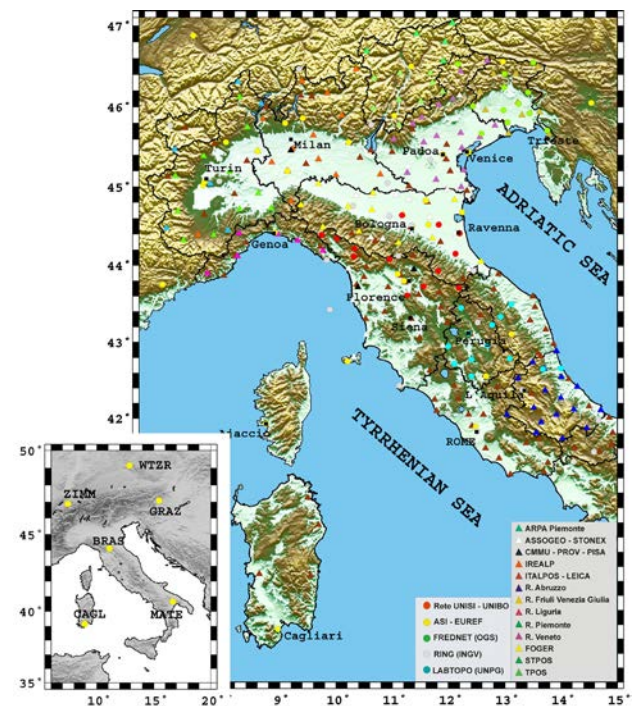 47°
46°
45°
44°
43°
42°
Milan
Turin
Padoa
Venice
Trieste
Genoa
Bologna
Ravenna
Florence
Siena
Perugia
L'Aquila
ROME
Ajaccio
Cagliari
ADRIATIC SEA
TYRRHENIAN SEA
50°
45°
40°
35°
WTZR
ZIMM
GRAZ
BRAS
CAGL
MATE
10° 15° 20°
Rete UNISI - UNIBO
ASI - EUREF
FREDNET (OGS)
RING (INGV)
LABTOPO (UNPG)
ARPA Piemonte
ASSOGEO - STONEX
CMMU - PROV - PISA
IREALP
ITALPOS - LEICA
R. Abruzzo
R. Friuli Venezia Giulia
R. Liguria
R. Piemonte
R. Veneto
FOGER
STPOS
TPOS
9° 10° 11° 12° 13° 14° 15°